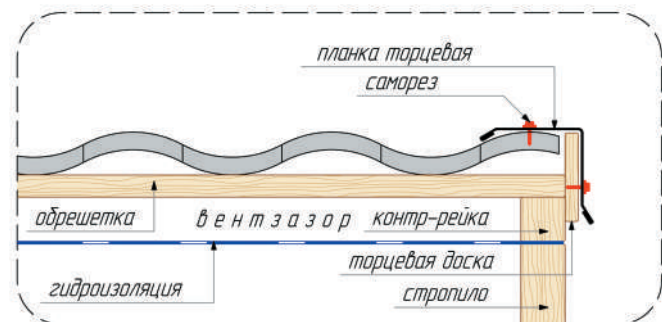 планка торцевая
саморез
обрешетка
вентзазор
контр-рейка
торцевая доска
гидроизоляция
стропило